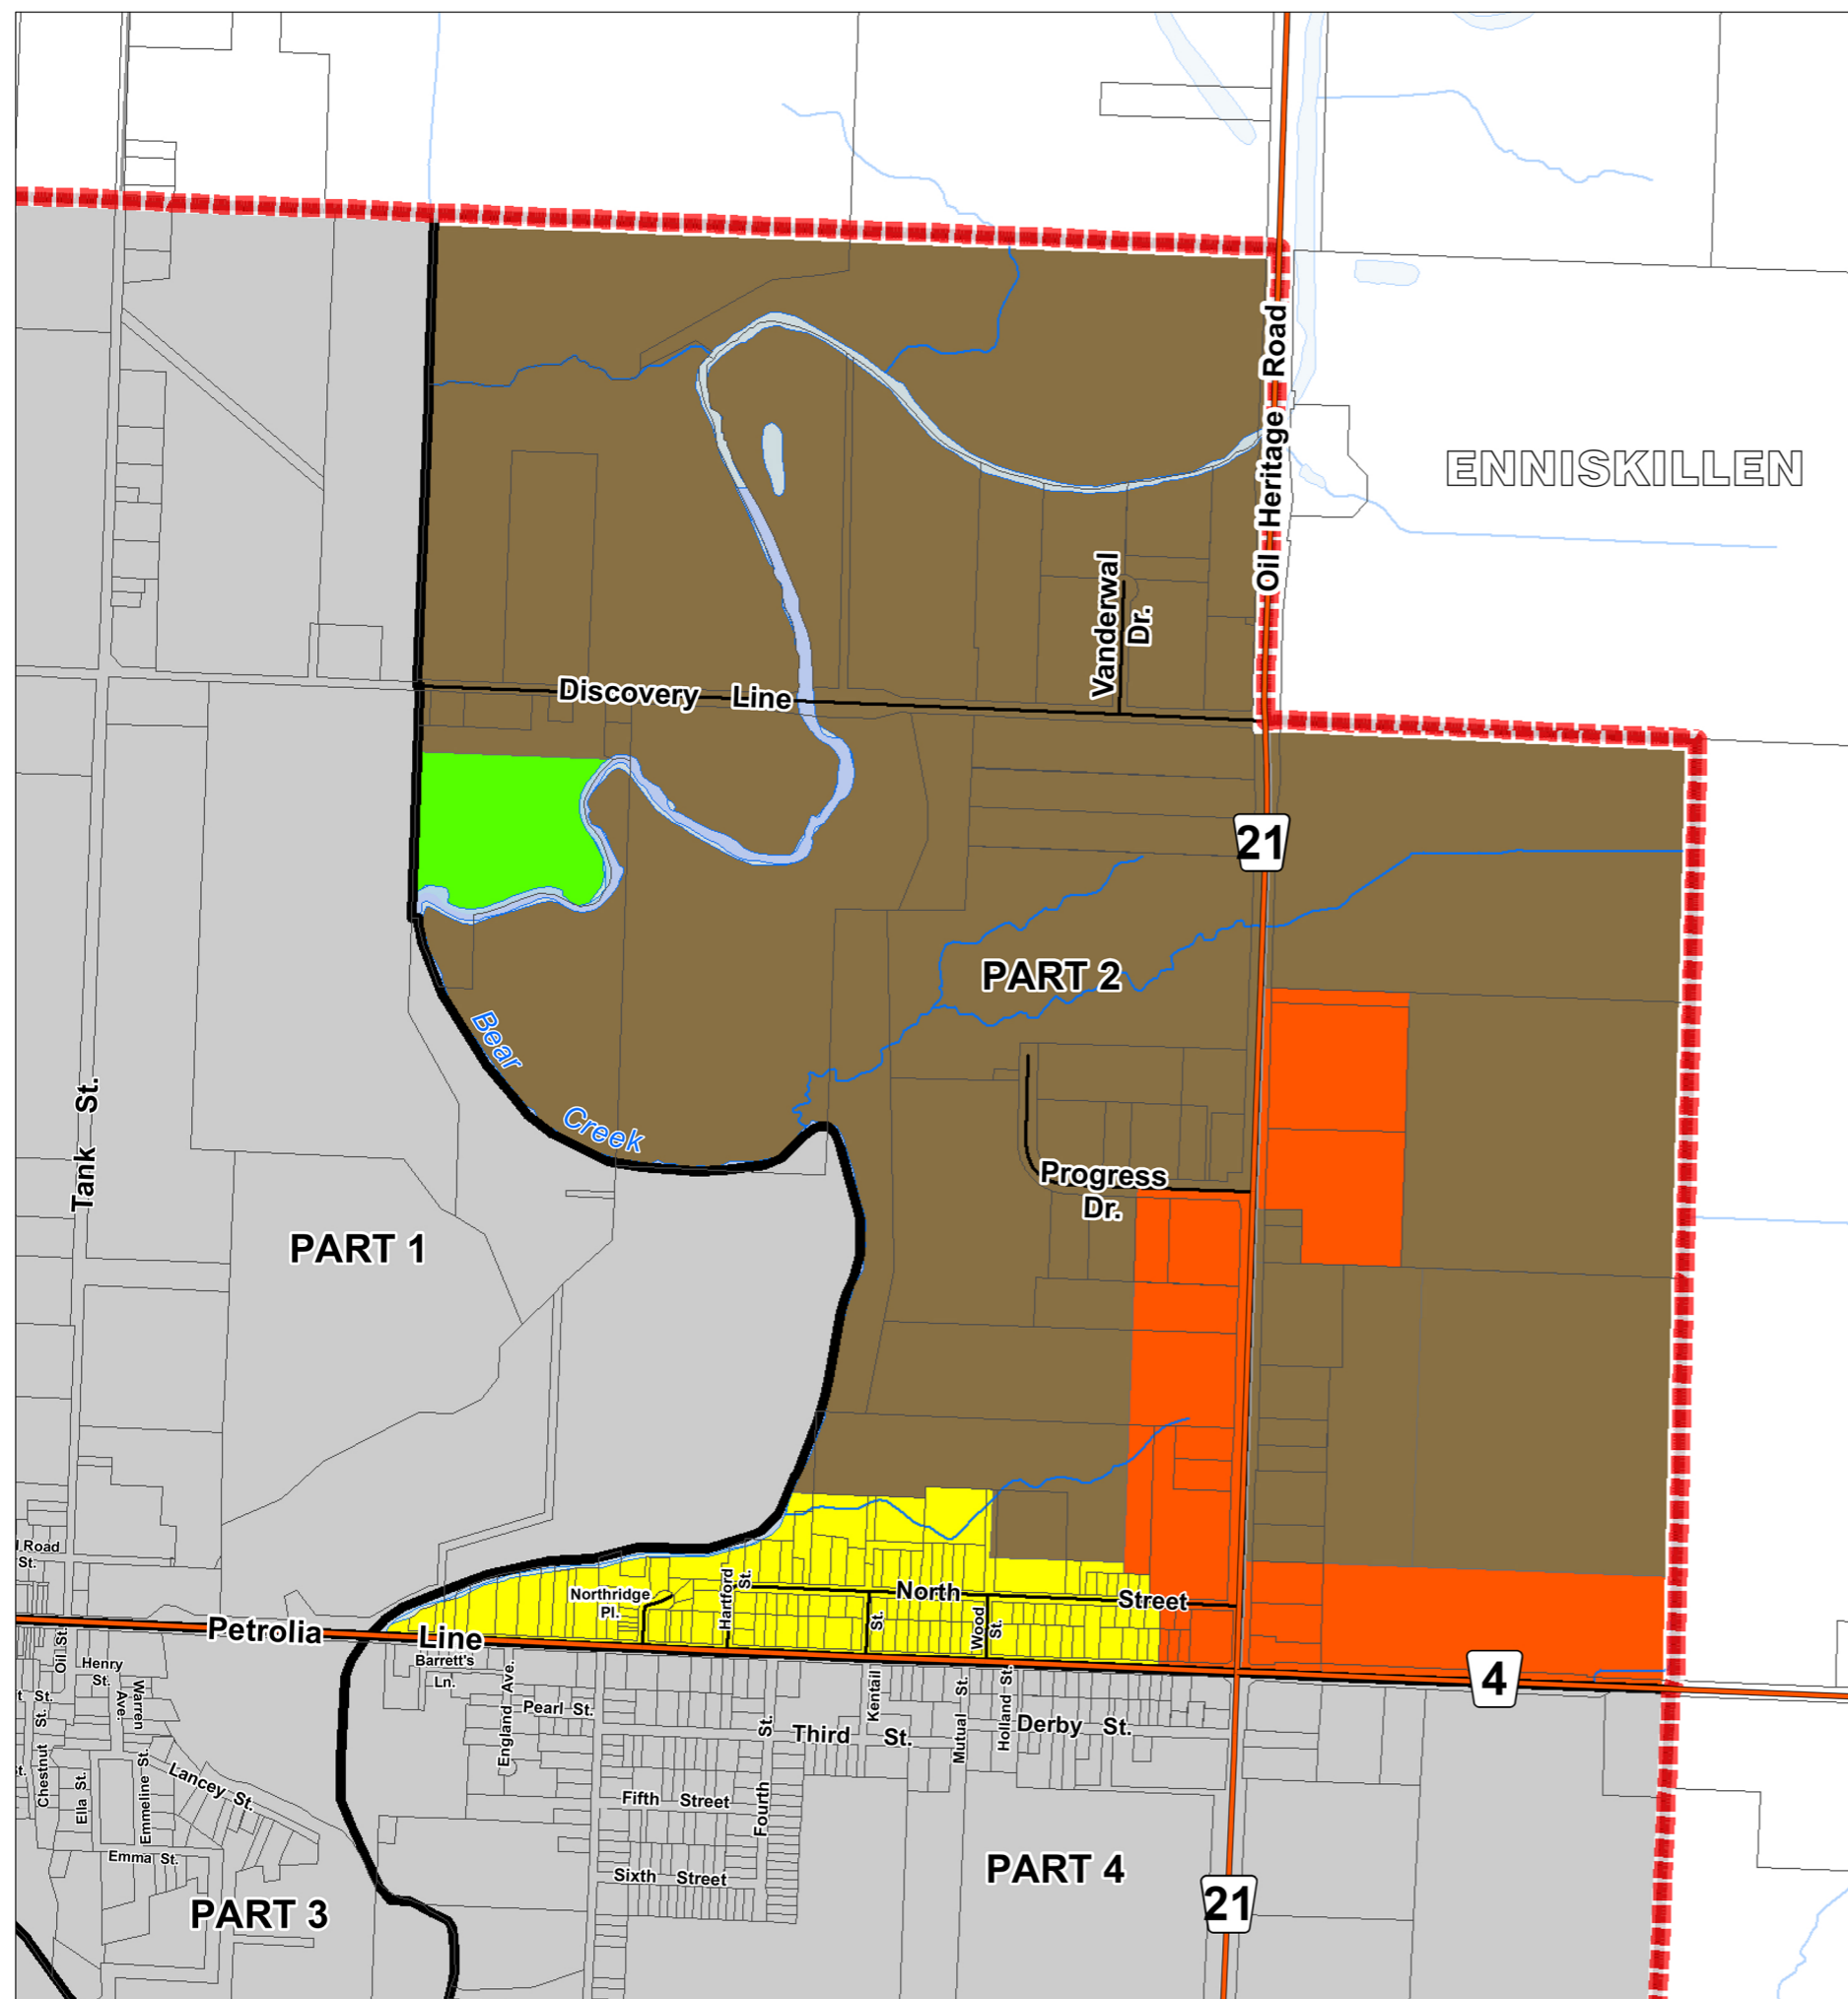 ENNISKILLEN
Oil Heritage Road
Vanderwal
Dr.
Discovery Line
21
PART 2
Bear
Creek
Tank St.
Progress
Dr.
PART 1
l Road
St.
Northridge
Pl.
Hartford
St.
North Street
St.
Wood
St.
Petrolia Line
4
Oil St.
Henry
St.
Barrett's
Ln.
England Ave.
Pearl St.
Kentail
Mutual St.
Holland St.
Derby St.
t St.
Warren
Ave.
St.
Third St.
Chestnut St.
t.
Ella St.
Emmeline St.
Lancey St.
Fifth Street
Fourth
Emma St.
Sixth Street
PART 4
21
PART 3